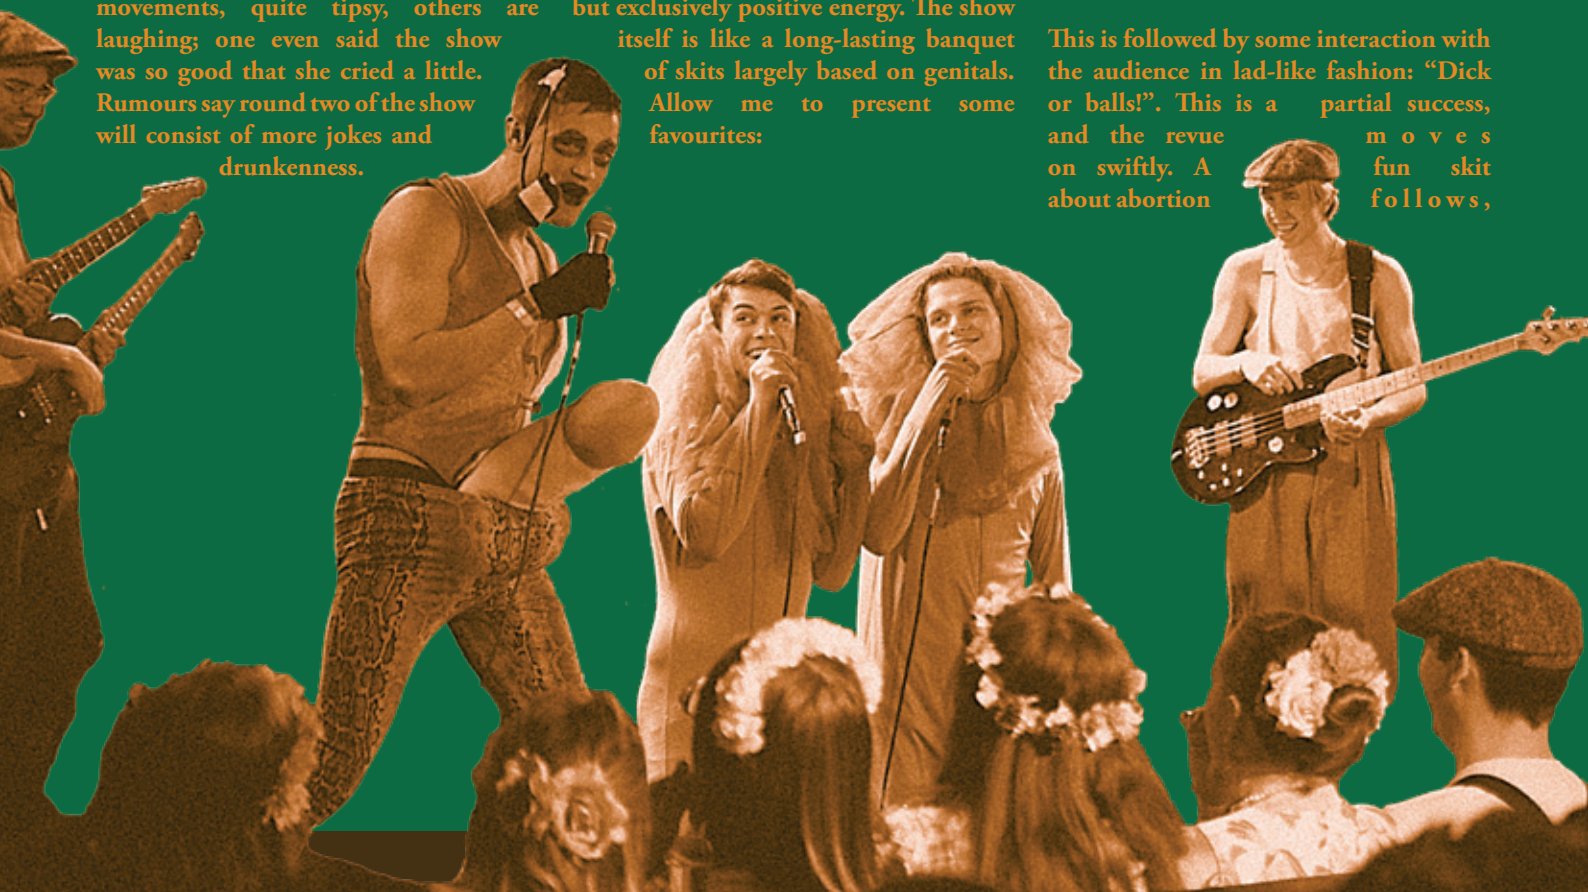 movements, quite tipsy, others are
laughing; one even said the show
was so good that she cried a little.
Rumours say round two of the show
will consist of more jokes and
drunkenness.
but exclusively positive energy. The show
itself is like a long-lasting banquet
of skits largely based on genitals.
Allow me to present some
favourites:
This is followed by some interaction with
the audience in lad-like fashion: “Dick
or balls!”. This is a partial success,
and the revue moves
on swiftly. A fun skit
about abortion follows,